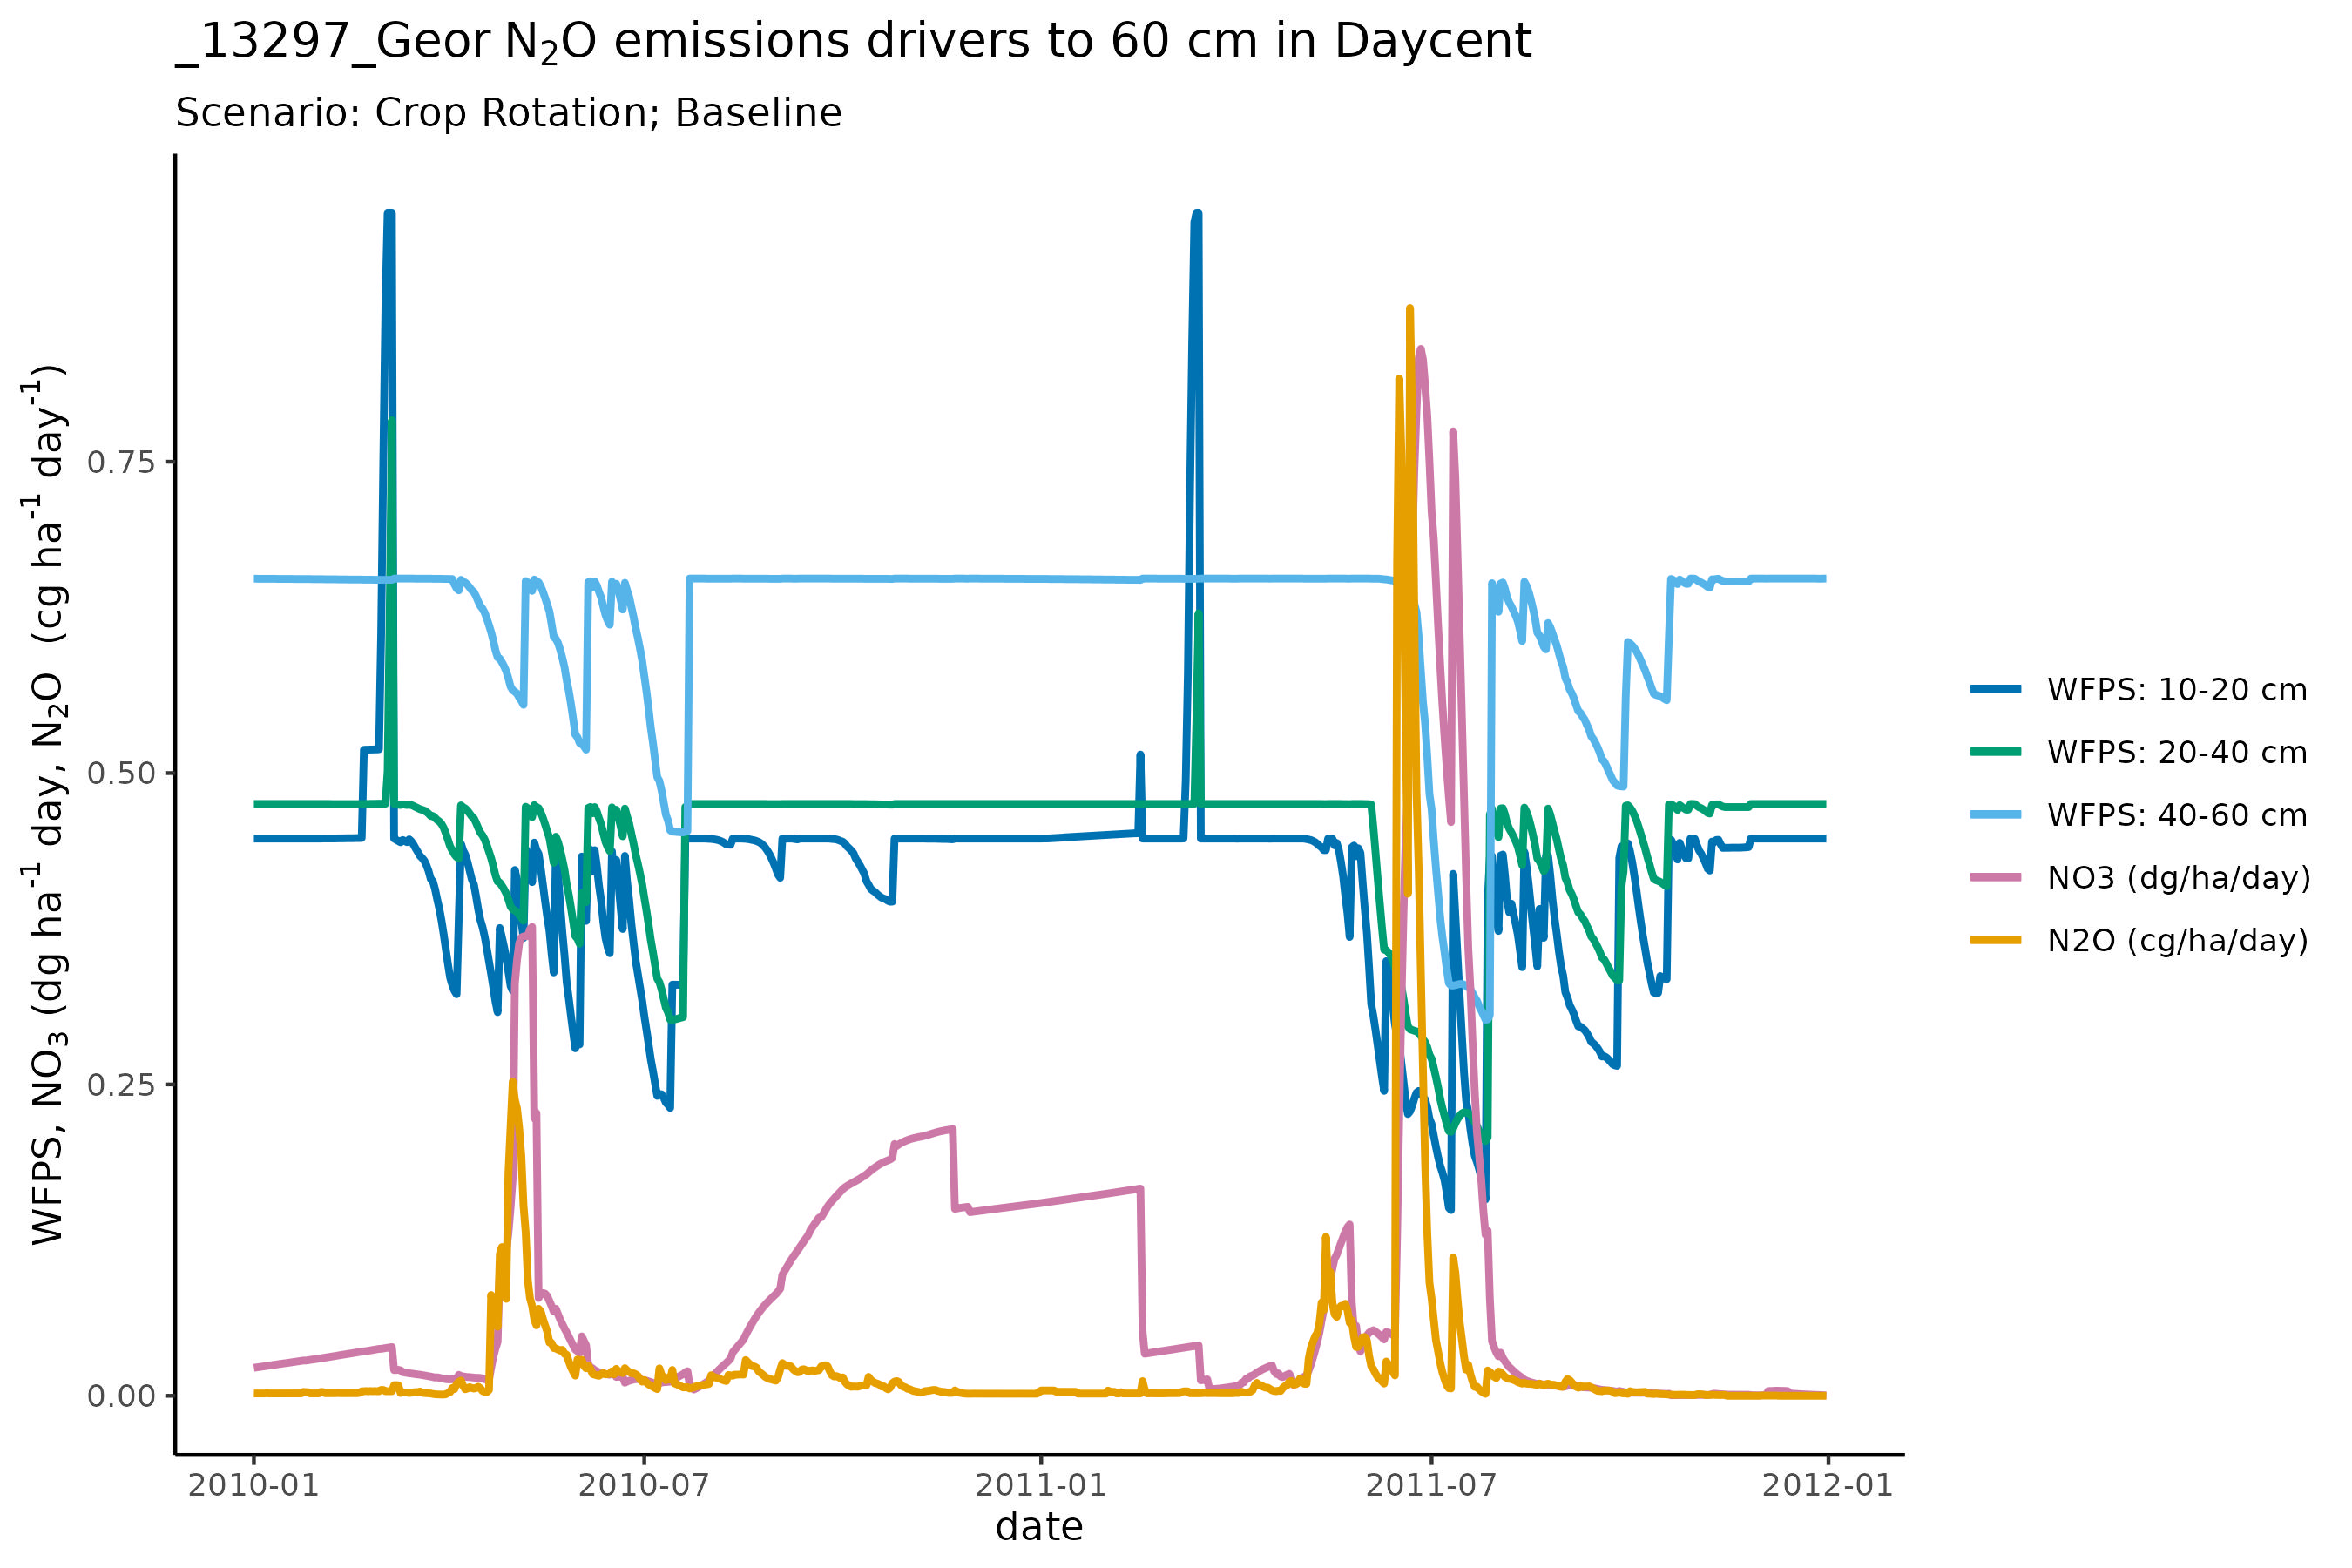 _13297_Geor N₂O emissions drivers to 60 cm in Daycent
Scenario: Crop Rotation; Baseline
WFPS, NO₃ (dg ha⁻¹ day, N₂O (cg ha⁻¹ day⁻¹)
0.75
0.50
0.25
0.00
2010-01
2010-07
2011-01
2011-07
2012-01
date
WFPS: 10-20 cm
WFPS: 20-40 cm
WFPS: 40-60 cm
NO3 (dg/ha/day)
N2O (cg/ha/day)